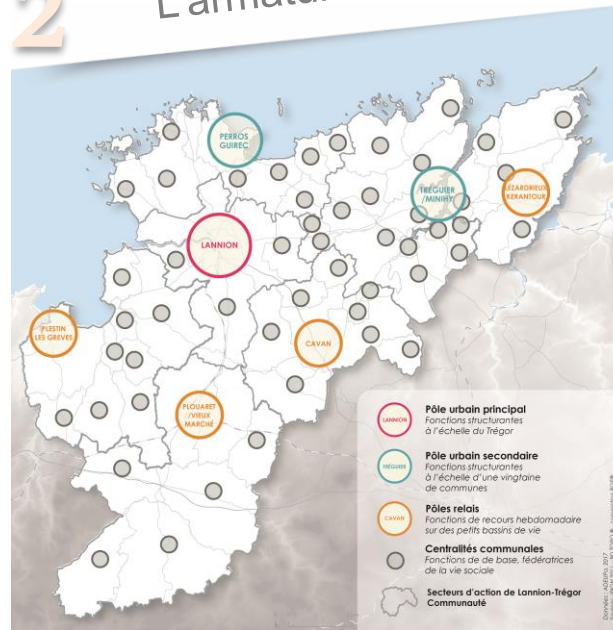 2
PERROS
GUIREC
TRÉGUIER
/MINIHY
LÉZARDRIEUX
KERANTOUR
LANNION
PLESTIN
LES GREVES
CAVAN
PLOUARET
/VIEUX
MARCHÉ
LANNION
Pôle urbain principal
Fonctions structurantes
à l'échelle du Trégor
TRÉGUIER
Pôle urbain secondaire
Fonctions structurantes
à l'échelle d'une vingtaine
de communes
CAVAN
Pôles relais
Fonctions de recours hebdomadaire
sur des petits bassins de vie
Centralités communales
Fonctions de de base, fédératrices
de la vie sociale
Secteurs d'action de Lannion-Trégor
Communauté